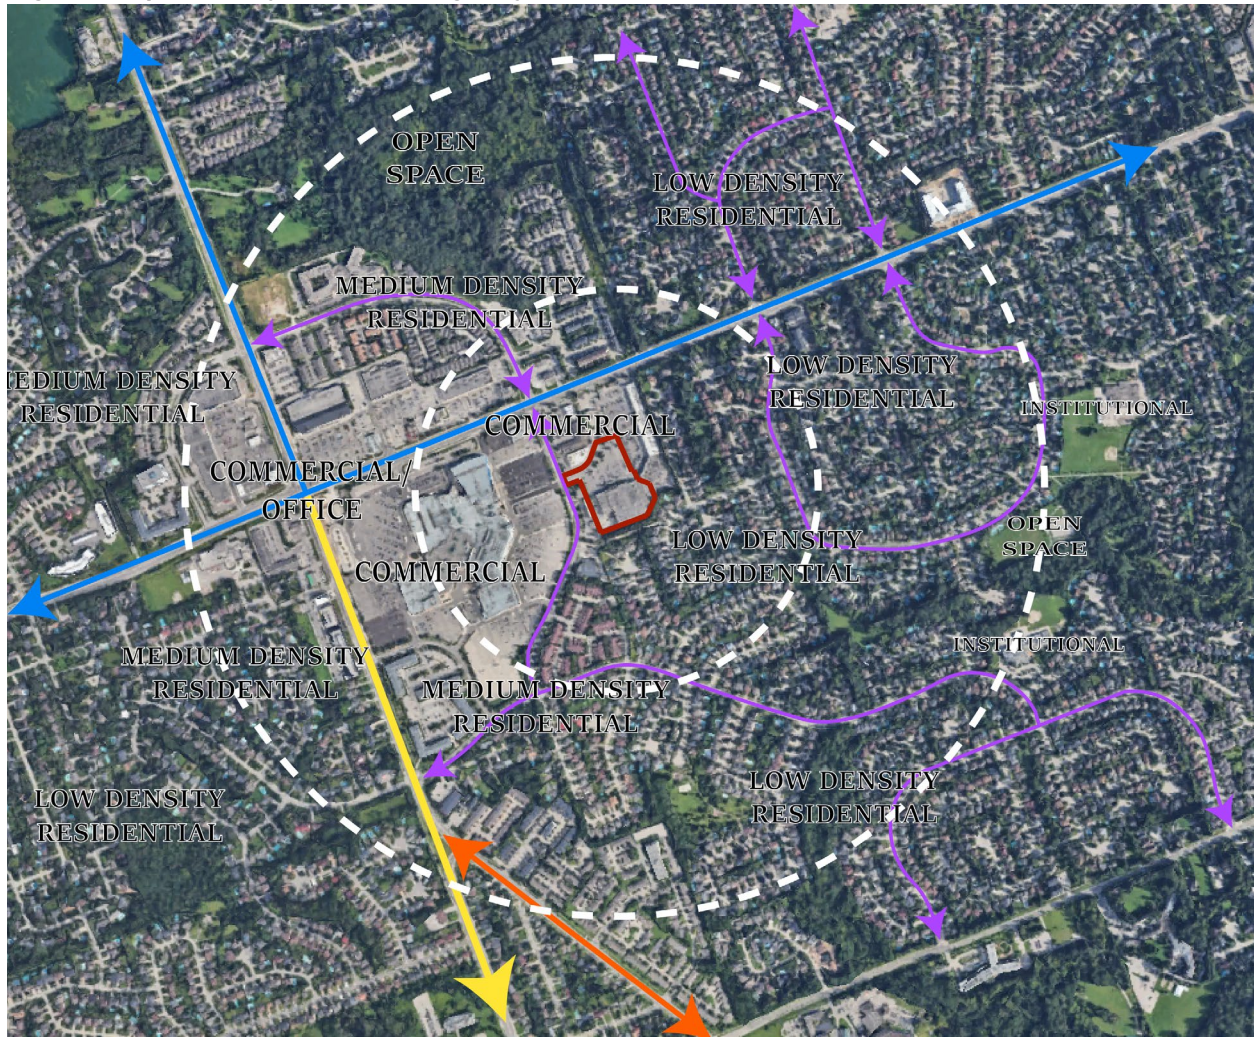 OPEN
SPACE
LOW DENSITY
RESIDENTIAL
MEDIUM DENSITY
RESIDENTIAL
MEDIUM DENSITY
RESIDENTIAL
LOW DENSITY
RESIDENTIAL
INSTITUTIONAL
COMMERCIAL
COMMERCIAL/
OFFICE
OPEN
SPACE
LOW DENSITY
RESIDENTIAL
COMMERCIAL
INSTITUTIONAL
MEDIUM DENSITY
RESIDENTIAL
MEDIUM DENSITY
RESIDENTIAL
LOW DENSITY
RESIDENTIAL
LOW DENSITY
RESIDENTIAL